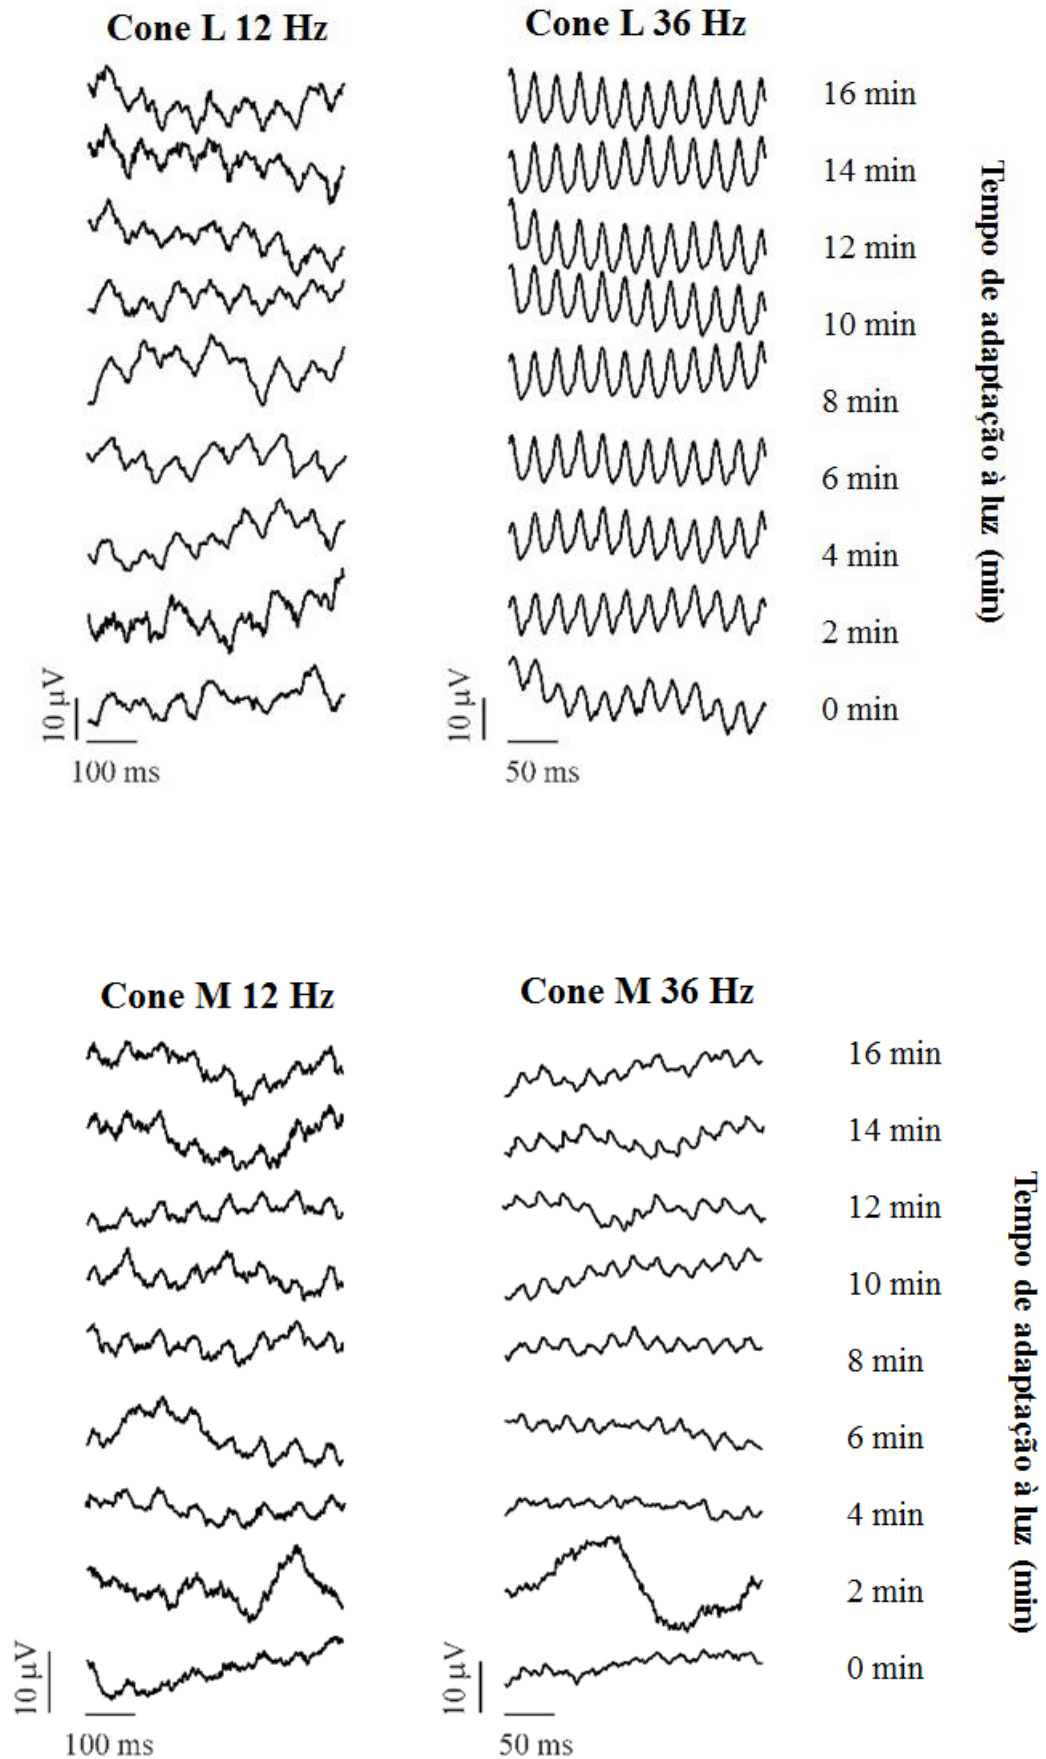 Cone L 12 Hz
Cone L 36 Hz
16 min
14 min
12 min
10 min
8 min
6 min
4 min
2 min
0 min
Tempo de adaptação à luz (min)
10 µV
100 ms
10 µV
50 ms
Cone M 12 Hz
Cone M 36 Hz
16 min
14 min
12 min
10 min
8 min
6 min
4 min
2 min
0 min
Tempo de adaptação à luz (min)
10 µV
100 ms
10 µV
50 ms